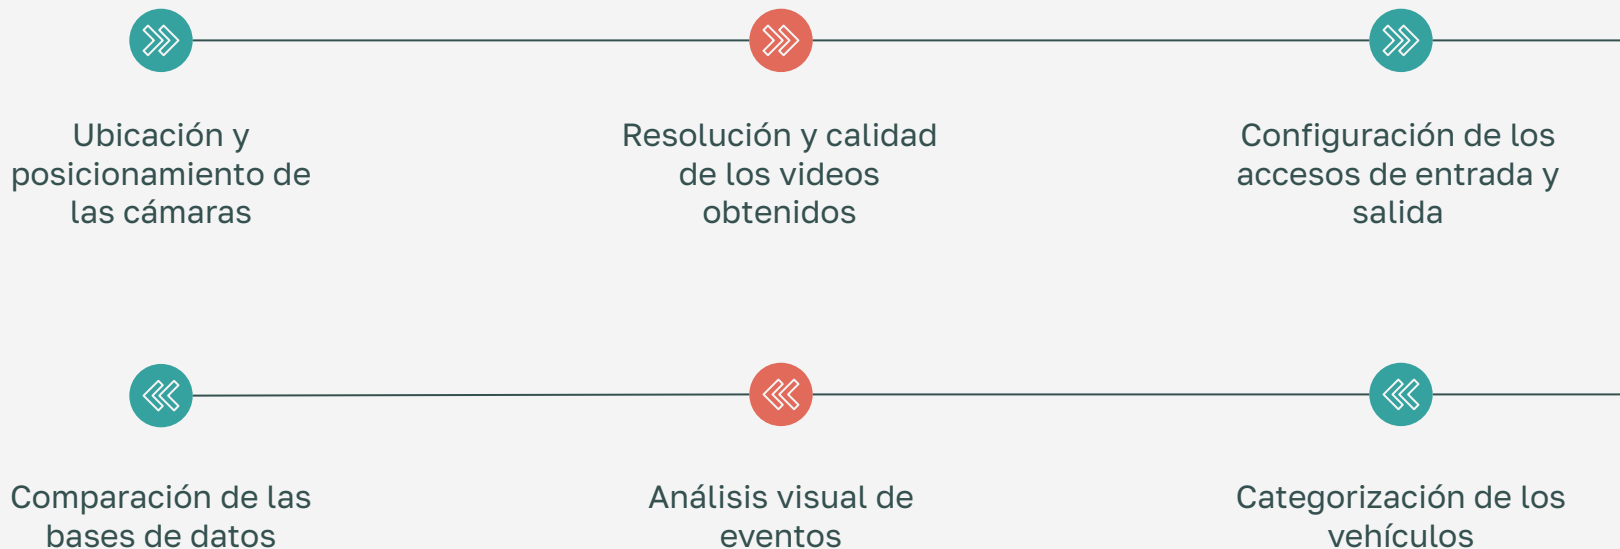 Ubicación y
posicionamiento de
las cámaras
Resolución y calidad
de los videos
obtenidos
Configuración de los
accesos de entrada y
salida
Comparación de las
bases de datos
Análisis visual de
eventos
Categorización de los
vehículos